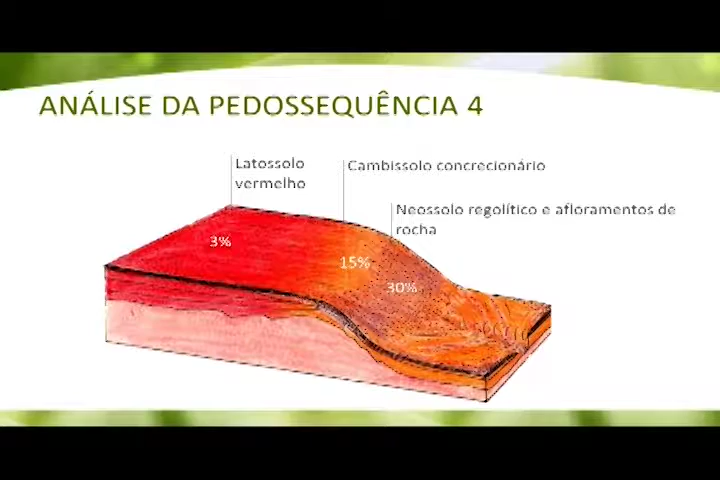 ANÁLISE DA PEDOSSEQUÊNCIA 4
Latossolo
vermelho
Cambissolo concrecionário
Neossolo regolítico e afloramentos de
rocha
3%
15%
30%